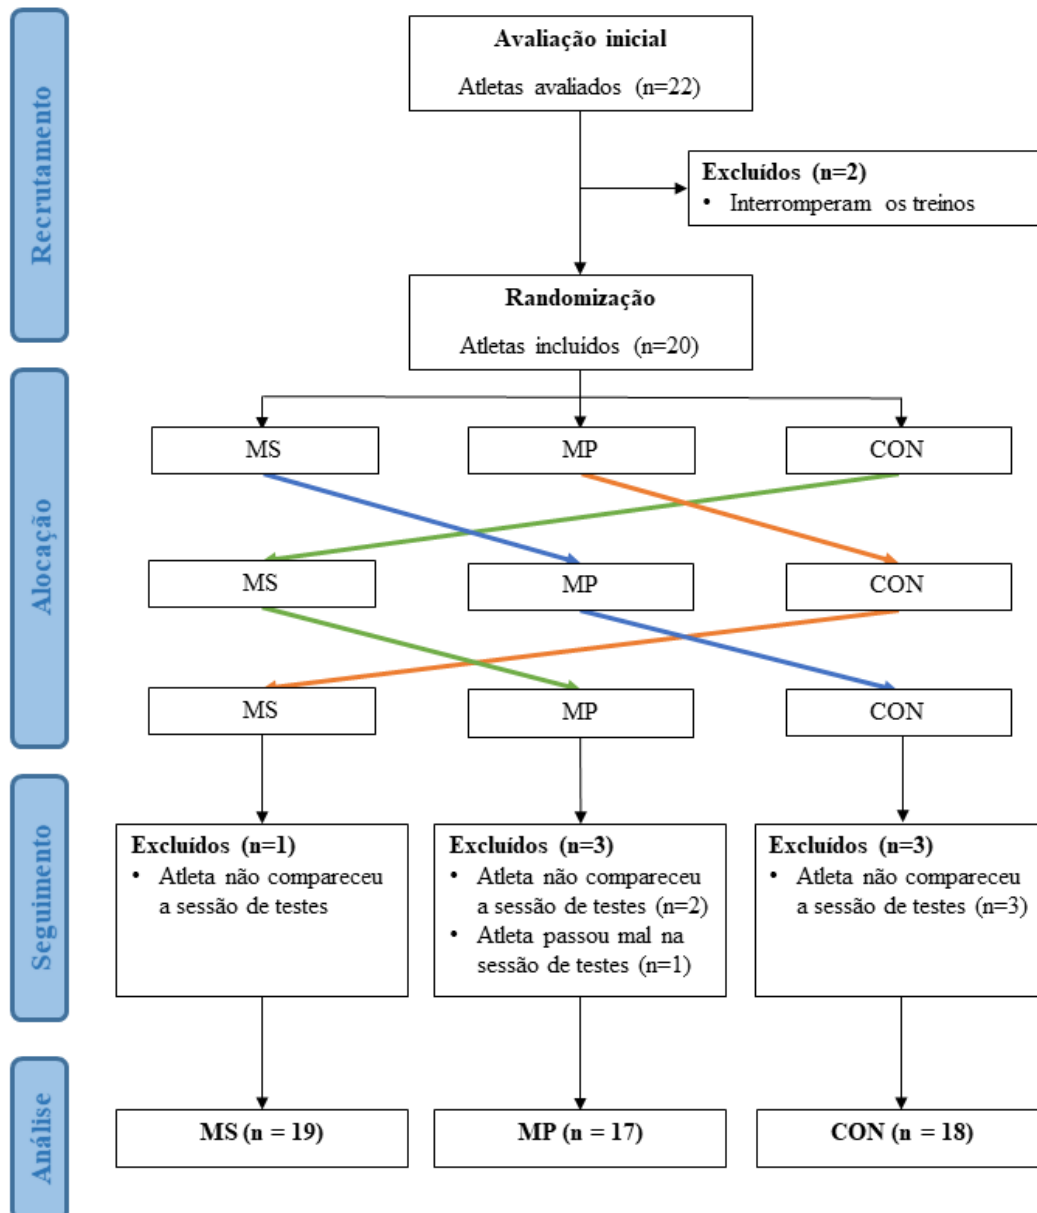 Recrutamento
Avaliação inicial
Atletas avaliados (n=22)
Excluídos (n=2)
• Interromperam os treinos
Randomização
Atletas incluídos (n=20)
Alocação
MS
MP
CON
MS
MP
CON
MS
MP
CON
Seguimento
Excluídos (n=1)
• Atleta não compareceu
a sessão de testes
Excluídos (n=3)
• Atleta não compareceu
a sessão de testes (n=2)
• Atleta passou mal na
sessão de testes (n=1)
Excluídos (n=3)
• Atleta não compareceu
a sessão de testes (n=3)
Análise
MS (n = 19)
MP (n = 17)
CON (n = 18)